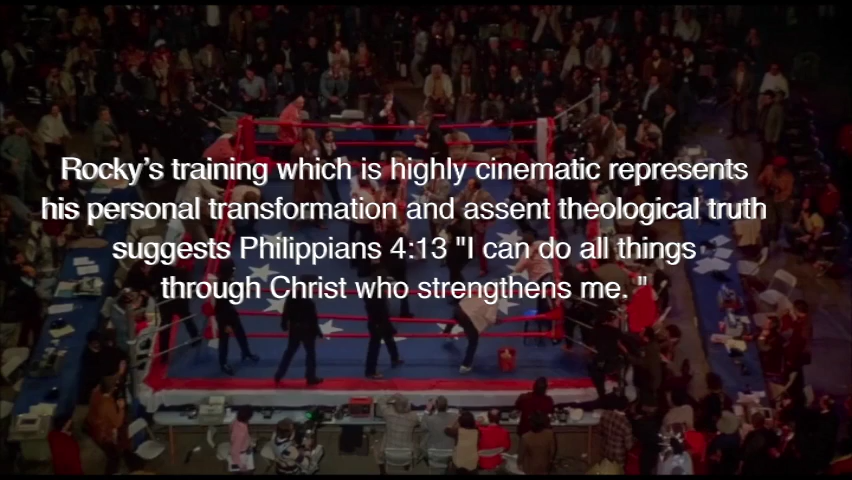 Rocky’s training which is highly cinematic represents
his personal transformation and assent theological truth
suggests Philippians 4:13 "I can do all things
through Christ who strengthens me. "